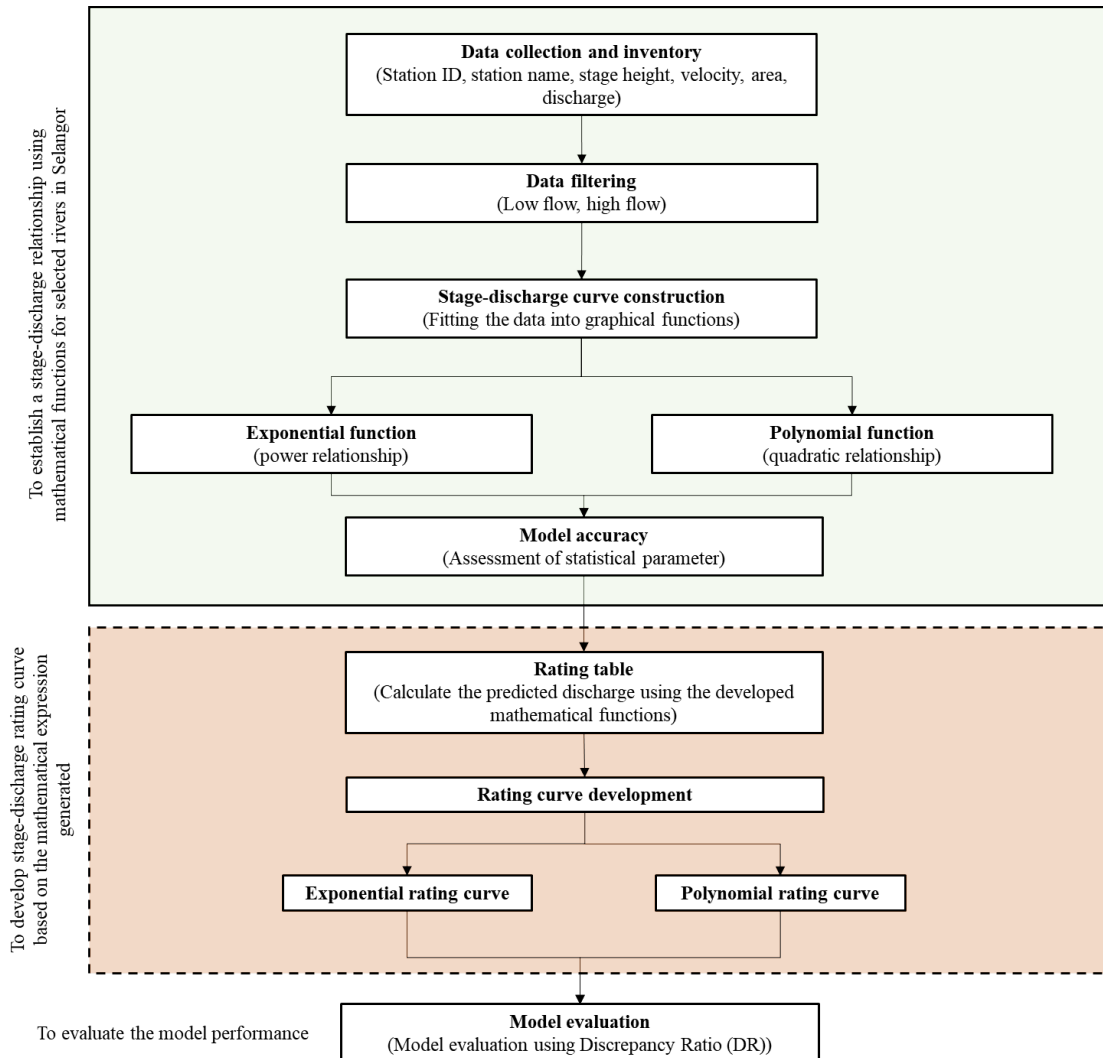 To establish a stage-discharge relationship using
mathematical functions for selected rivers in Selangor
Data collection and inventory
(Station ID, station name, stage height, velocity, area,
discharge)
Data filtering
(Low flow, high flow)
Stage-discharge curve construction
(Fitting the data into graphical functions)
Exponential function
(power relationship)
Polynomial function
(quadratic relationship)
Model accuracy
(Assessment of statistical parameter)
To develop stage-discharge rating curve
based on the mathematical expression
generated
Rating table
(Calculate the predicted discharge using the developed
mathematical functions)
Rating curve development
Exponential rating curve
Polynomial rating curve
To evaluate the model performance
Model evaluation
(Model evaluation using Discrepancy Ratio (DR))